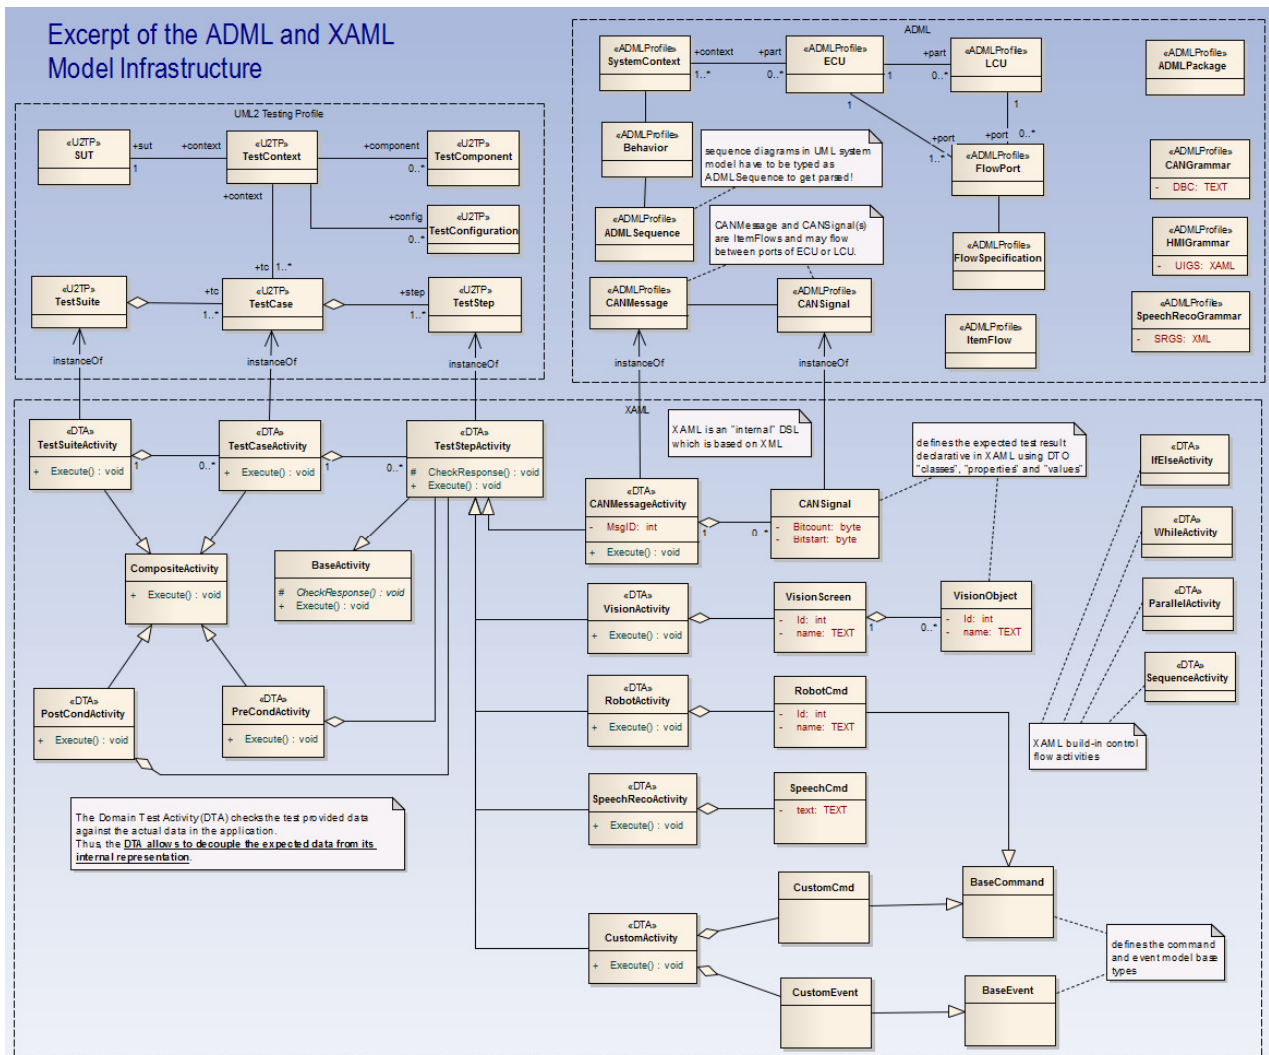 Excerpt of the ADML and XAML
Model Infrastructure
UML2 Testing Profile
«U2TP»
SUT
+sut
1
+context
«U2TP»
TestContext
+component
0..*
«U2TP»
TestComponent
+context
+config
0..*
«U2TP»
TestConfiguration
+tc
1..*
«U2TP»
TestSuite
+tc
1..*
«U2TP»
TestCase
+step
1..*
«U2TP»
TestStep
instanceOf
instanceOf
instanceOf
ADML
«ADMLProfile»
SystemContext
+context
1..*
+part
0..*
«ADMLProfile»
ECU
1
+part
0..*
«ADMLProfile»
LCU
«ADMLProfile»
ADMLPackage
1
1
+port
1..*
+port
0..*
«ADMLProfile»
Behavior
sequence diagrams in UML system
model have to be typed as
ADMLSequence to get parsed!
«ADMLProfile»
FlowPort
«ADMLProfile»
CANGrammar
- DBC: TEXT
«ADMLProfile»
ADMLSequence
CANMessage and CANSignal(s)
are ItemFlows and may flow
between ports of ECU or LCU.
«ADMLProfile»
FlowSpecification
«ADMLProfile»
HMIGrammar
- UIGS: XAML
«ADMLProfile»
CANMessage
«ADMLProfile»
CANSignal
«ADMLProfile»
ItemFlow
«ADMLProfile»
SpeechRecoGrammar
- SRGS: XML
instanceOf
instanceOf
XAML
«DTA»
TestSuiteActivity
+ Execute() : void
1
0..*
«DTA»
TestCaseActivity
+ Execute() : void
1
0..*
«DTA»
TestStepActivity
# CheckResponse() : void
+ Execute() : void
XAML is an "internal" DSL
which is based on XML
defines the expected test result
declarative in XAML using DTO
"classes", "properties" and "values"
«DTA»
IfElseActivity
«DTA»
CANMessageActivity
- MsgID: int
+ Execute() : void
1
0..*
CANSignal
- Bitcount: byte
- Bitstart: byte
«DTA»
WhileActivity
CompositeActivity
+ Execute() : void
BaseActivity
# CheckResponse() : void
+ Execute() : void
«DTA»
VisionActivity
+ Execute() : void
VisionScreen
- Id: int
- name: TEXT
1
0..*
VisionObject
- Id: int
- name: TEXT
«DTA»
ParallelActivity
«DTA»
SequenceActivity
«DTA»
PostCondActivity
+ Execute() : void
«DTA»
PreCondActivity
+ Execute() : void
«DTA»
RobotActivity
+ Execute() : void
RobotCmd
- Id: int
- name: TEXT
XAML build-in control
flow activities
«DTA»
SpeechRecoActivity
+ Execute() : void
SpeechCmd
- text: TEXT
The Domain Test Activity (DTA) checks the test provided data
against the actual data in the application.
Thus, the DTA allows to decouple the expected data from its
internal representation.
«DTA»
CustomActivity
+ Execute() : void
CustomCmd
BaseCommand
defines the command
and event model base
types
CustomEvent
BaseEvent